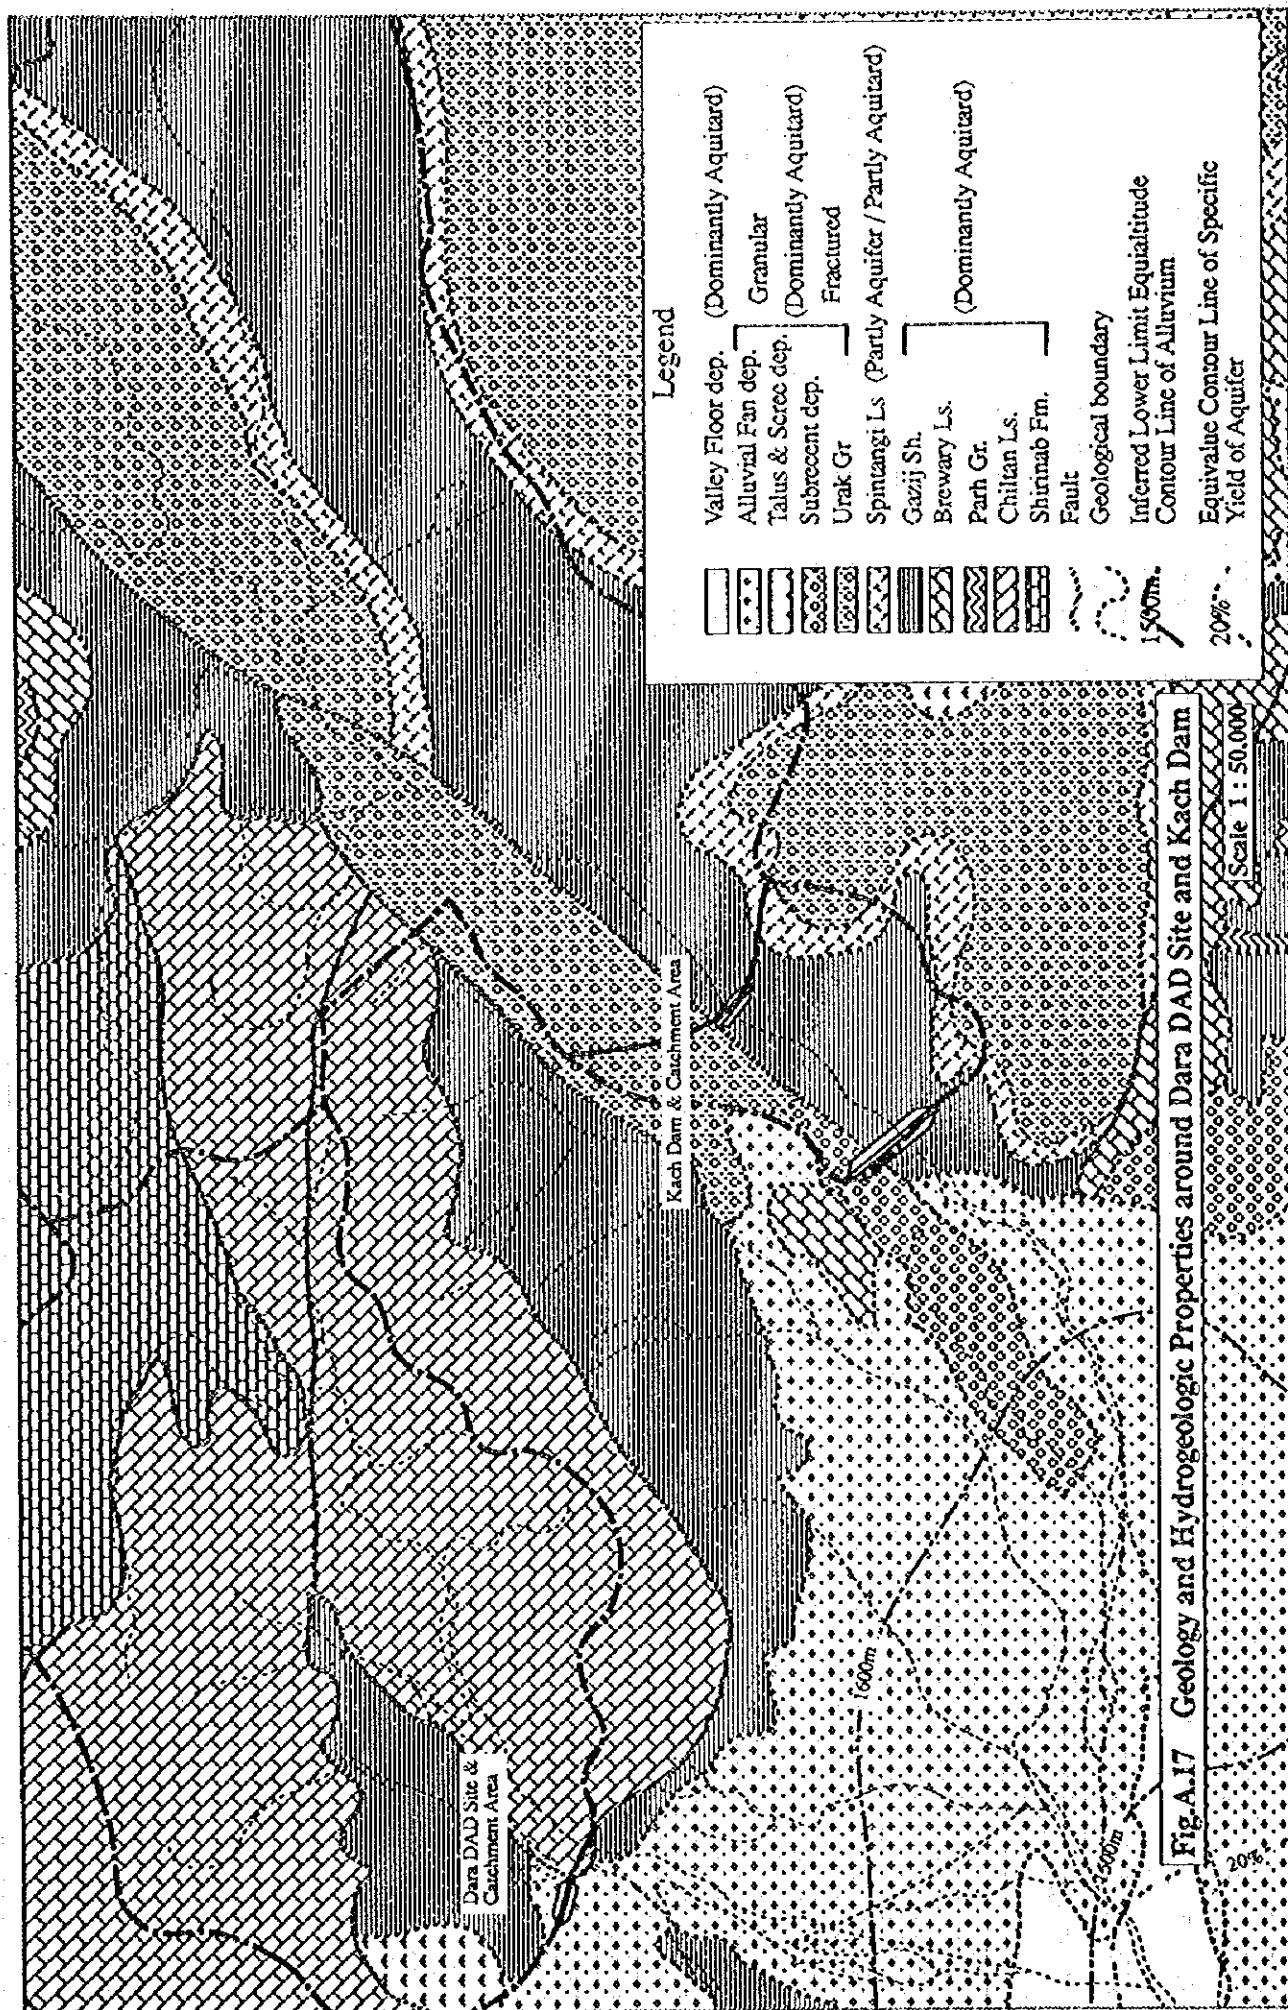 Dara DAD Site &
Catchment Area
Kach Dam & Catchment Area
1600m
1500m
20%
Legend
Valley Floor dep. (Dominantly Aquitard)
Alluvial Fan dep.
Granular
Talus & Scree dep.
(Dominantly Aquitard)
Subrecent dep.
Fractured
Urak Gr
Spintangi Ls (Partly Aquifer / Partly Aquitard)
Gazij Sh.
Brewary Ls.
Parh Gr.
(Dominandy Aquitard)
Chiltan Ls.
Shirinab Fm.
Fault
Geological boundary
1500m
Inferred Lower Limit Equialtitude
Contour Line of Alluvium
20%
Equivalue Contour Line of Specific
Yield of Aquifer
Fig.A.17 Geology and Hydrogeologic Properties around Dara DAD Site and Kach Dam
Scale 1 : 50.000